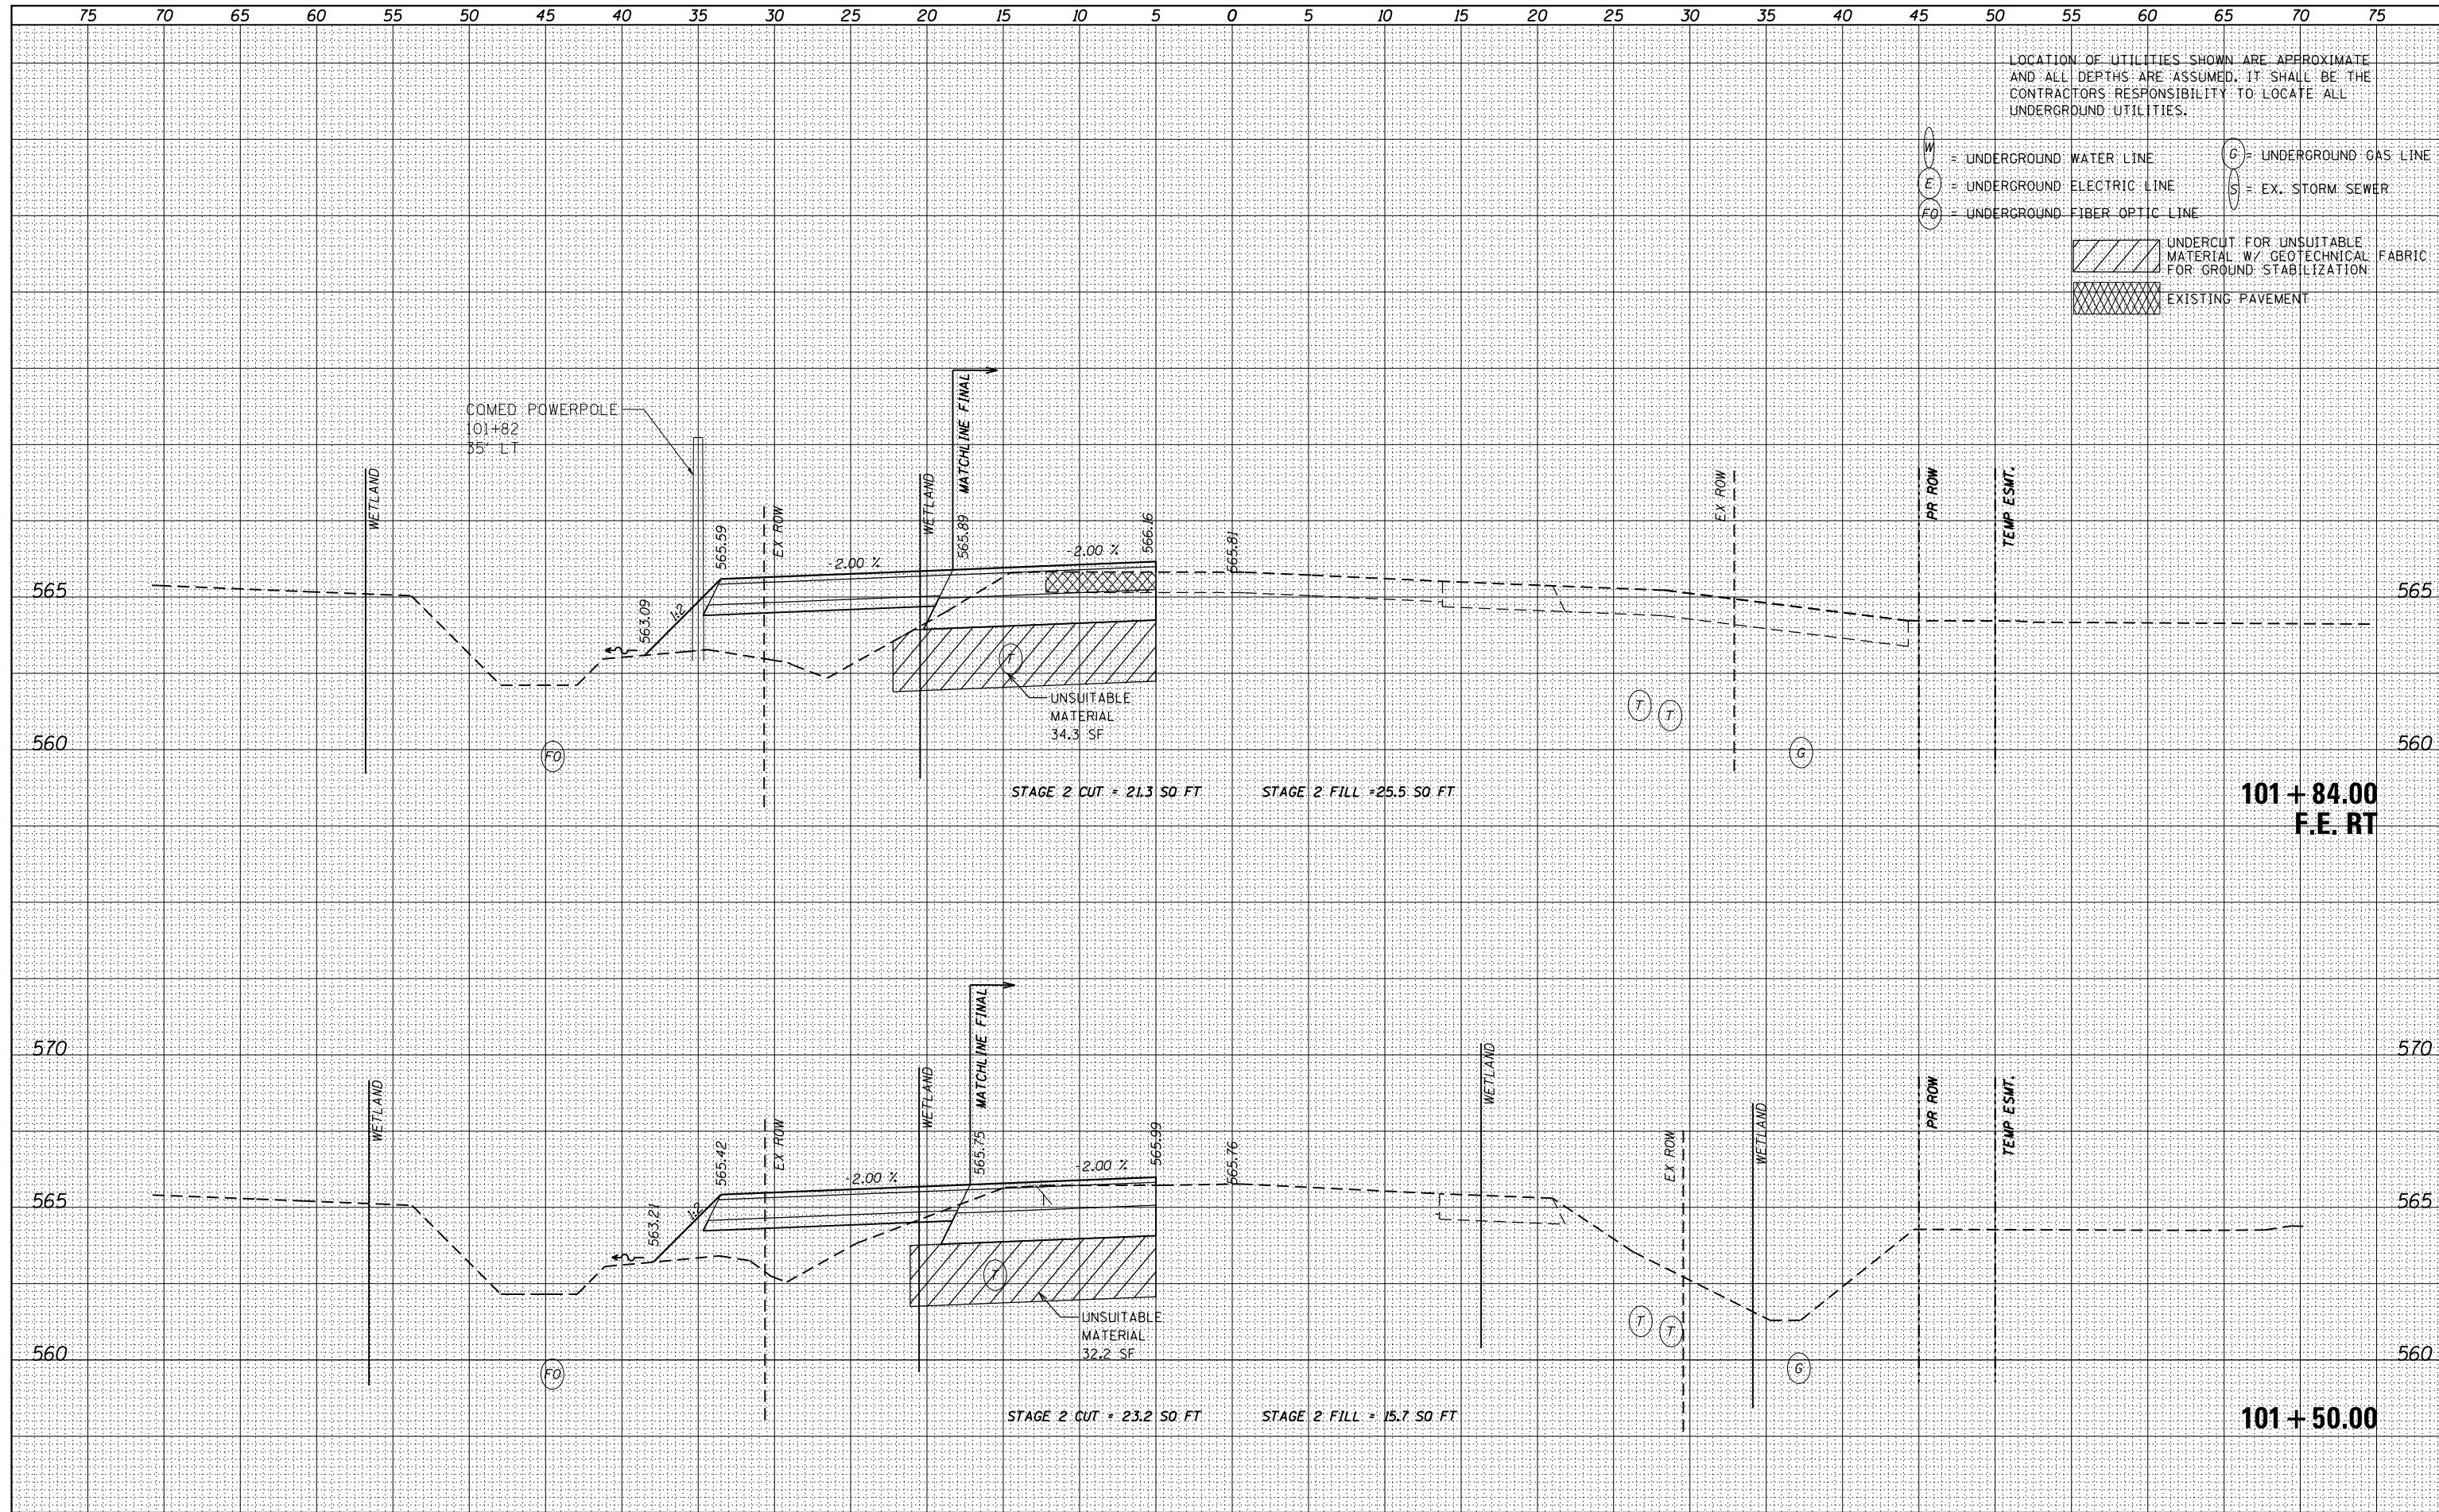 75 70 65 60 55 50 45 40 35 30 25 20 15 10 5 0 5 10 15 20 25 30 35 40 45 50 55 60 65 70 75
LOCATION OF UTILITIES SHOWN ARE APPROXIMATE
AND ALL DEPTHS ARE ASSUMED. IT SHALL BE THE
CONTRACTORS RESPONSIBILITY TO LOCATE ALL
UNDERGROUND UTILITIES.
W = UNDERGROUND WATER LINE
G = UNDERGROUND GAS LINE
E = UNDERGROUND ELECTRIC LINE
S = EX. STORM SEWER
FO = UNDERGROUND FIBER OPTIC LINE
UNDERCUT FOR UNSUITABLE
MATERIAL W/ GEOTECHNICAL FABRIC
FOR GROUND STABILIZATION
EXISTING PAVEMENT
COMED POWERPOLE
101+82
35' LT
WETLAND
563.09
1:2
565.59
EX ROW
-2.00 %
WETLAND
565.89 MATCHLINE FINAL
-2.00 %
566.16
565.81
EX ROW
PR ROW
TEMP ESMT.
565
565
T
UNSUITABLE
MATERIAL
34.3 SF
T
T
560
FO
G
560
STAGE 2 CUT = 21.3 SQ FT
STAGE 2 FILL =25.5 SQ FT
101+84.00
F.E. RT
570
570
WETLAND
563.21
1:2
565.42
EX ROW
-2.00 %
WETLAND
565.75 MATCHLINE FINAL
-2.00 %
565.99
565.76
WETLAND
EX ROW
WETLAND
PR ROW
TEMP ESMT.
565
565
T
UNSUITABLE
MATERIAL
32.2 SF
T
T
560
FO
G
560
STAGE 2 CUT = 23.2 SQ FT
STAGE 2 FILL = 15.7 SQ FT
101+50.00